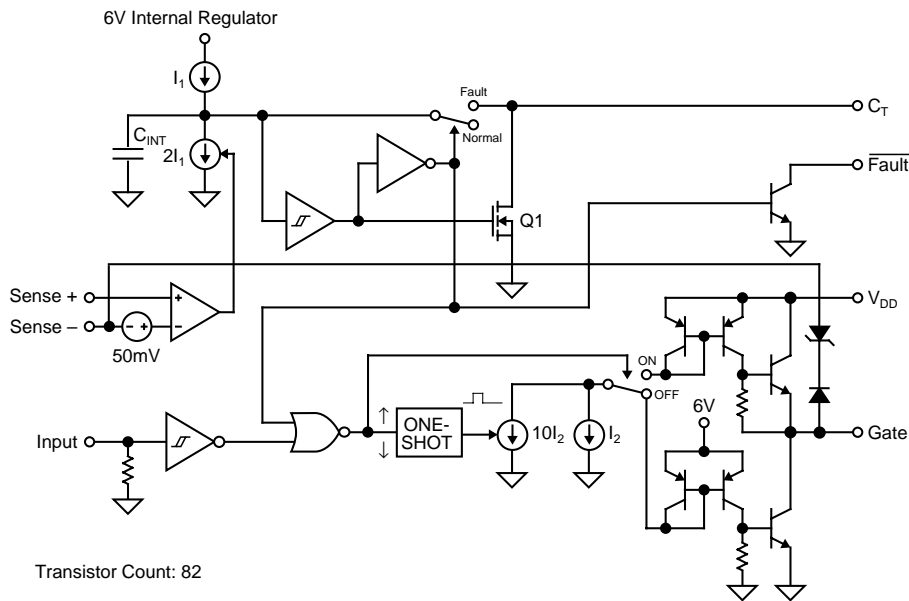 6V Internal Regulator
I1
Fault
CT
Normal
CINT
2I1
Fault
Q1
Sense +
+
VDD
Sense –
– +
–
50mV
ON
OFF
6V
Input
↑
ONE-
SHOT
↓
10I2
I2
Gate
Transistor Count: 82